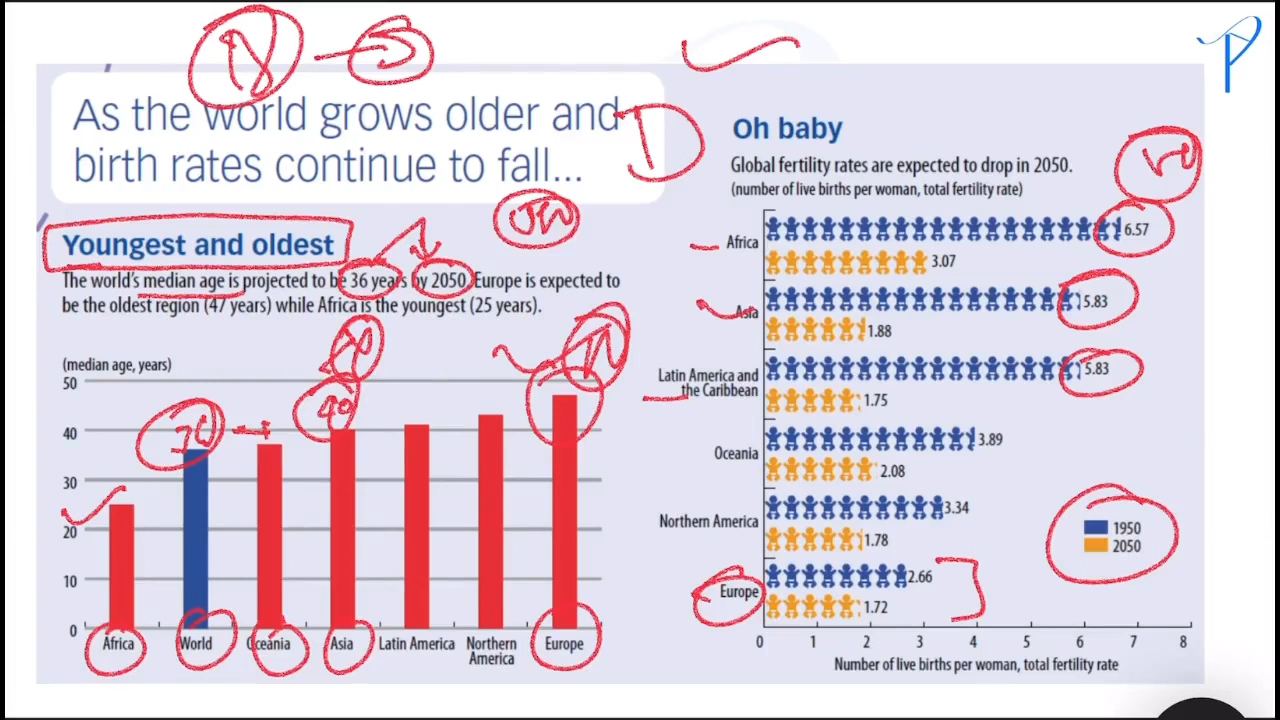 As the world grows older and
birth rates continue to fall...
Youngest and oldest
The world's median age is projected to be 36 years by 2050. Europe is expected to
be the oldest region (47 years) while Africa is the youngest (25 years).
(median age, years)
50
40
30
20
10
0
Africa
World
Oceania
Asia
Latin America
Northern
America
Europe
40
D
Oh baby
Global fertility rates are expected to drop in 2050.
(number of live births per woman, total fertility rate)
Africa
6.57
3.07
Asia
5.83
1.88
Latin America and
the Caribbean
5.83
1.75
Oceania
3.89
2.08
Northern America
3.34
1.78
Europe
2.66
1.72
1950
2050
0 1 2 3 4 5 6 7 8
Number of live births per woman, total fertility rate
P